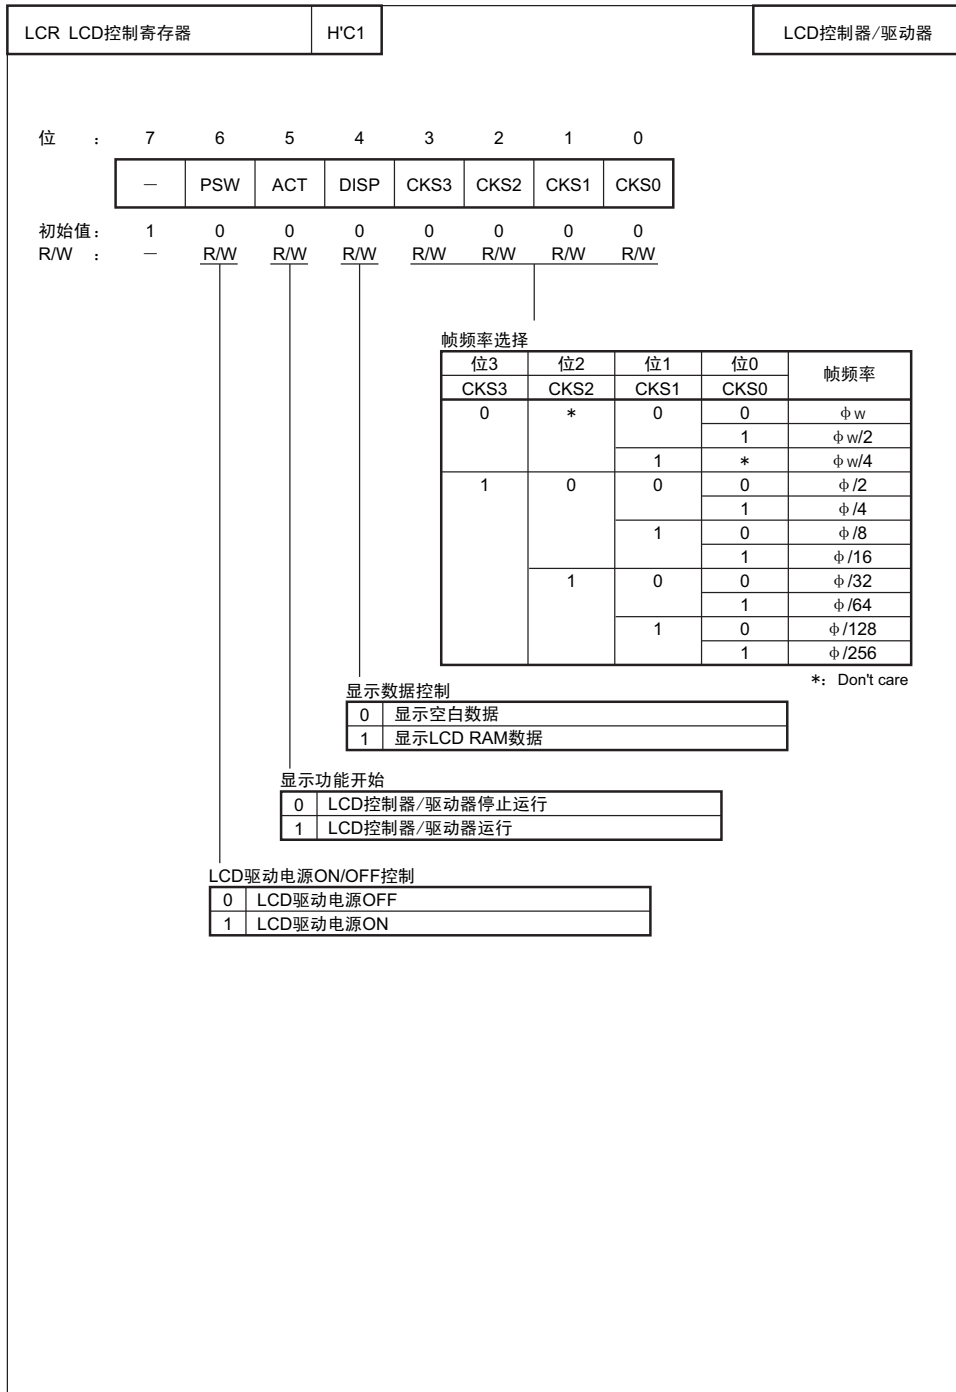 LCR LCD控制寄存器 H'C1 LCD控制器/驱动器
位 : 7 6 5 4 3 2 1 0
— PSW ACT DISP CKS3 CKS2 CKS1 CKS0
初始值: 1 0 0 0 0 0 0 0
R/W : — R/W R/W R/W R/W R/W R/W R/W
帧频率选择
位3 位2 位1 位0 帧频率
CKS3 CKS2 CKS1 CKS0
0 * 0 0 φw
1 φw/2
1 * φw/4
1 0 0 0 φ/2
1 φ/4
1 0 φ/8
1 φ/16
1 0 0 φ/32
1 φ/64
1 0 φ/128
1 φ/256
*: Don't care
显示数据控制
0 显示空白数据
1 显示LCD RAM数据
显示功能开始
0 LCD控制器/驱动器停止运行
1 LCD控制器/驱动器运行
LCD驱动电源ON/OFF控制
0 LCD驱动电源OFF
1 LCD驱动电源ON